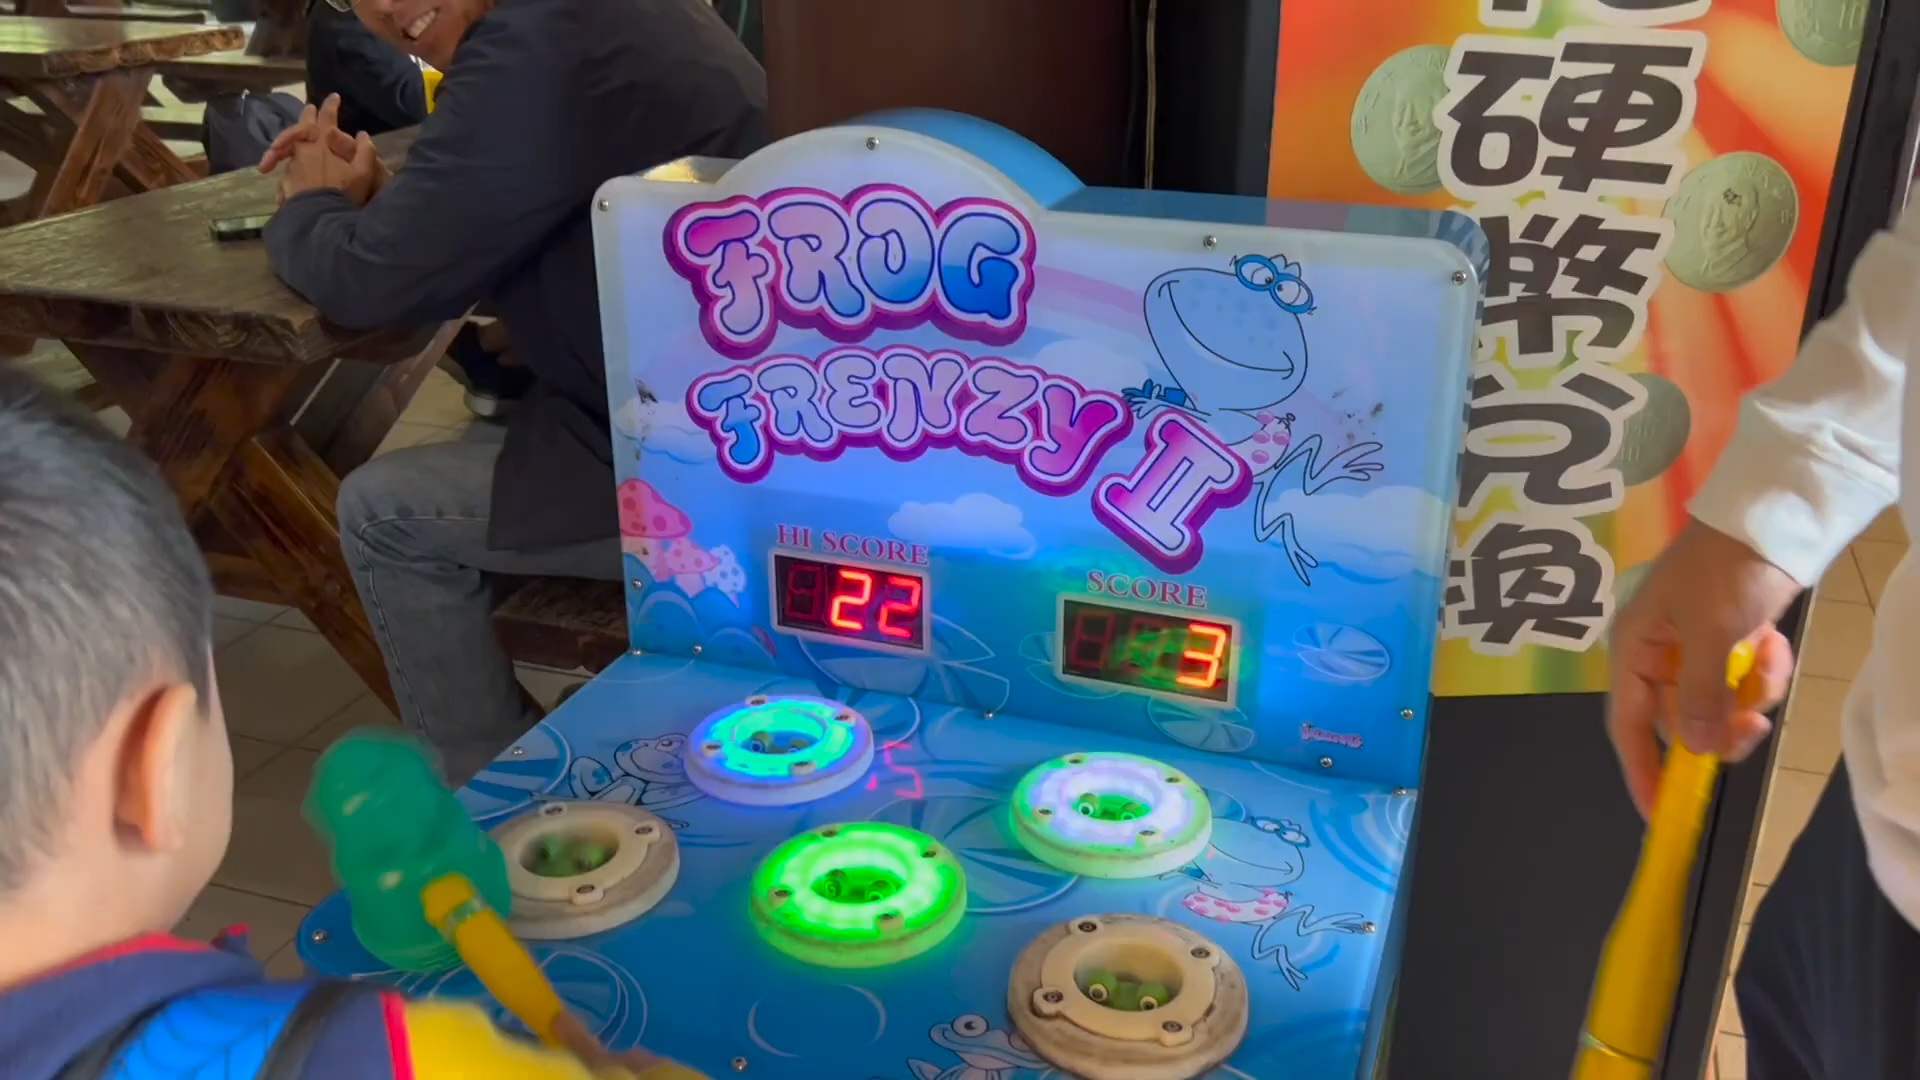 FROG
FRENZY II
HI SCORE
22
SCORE
3
硬
幣
兌
換